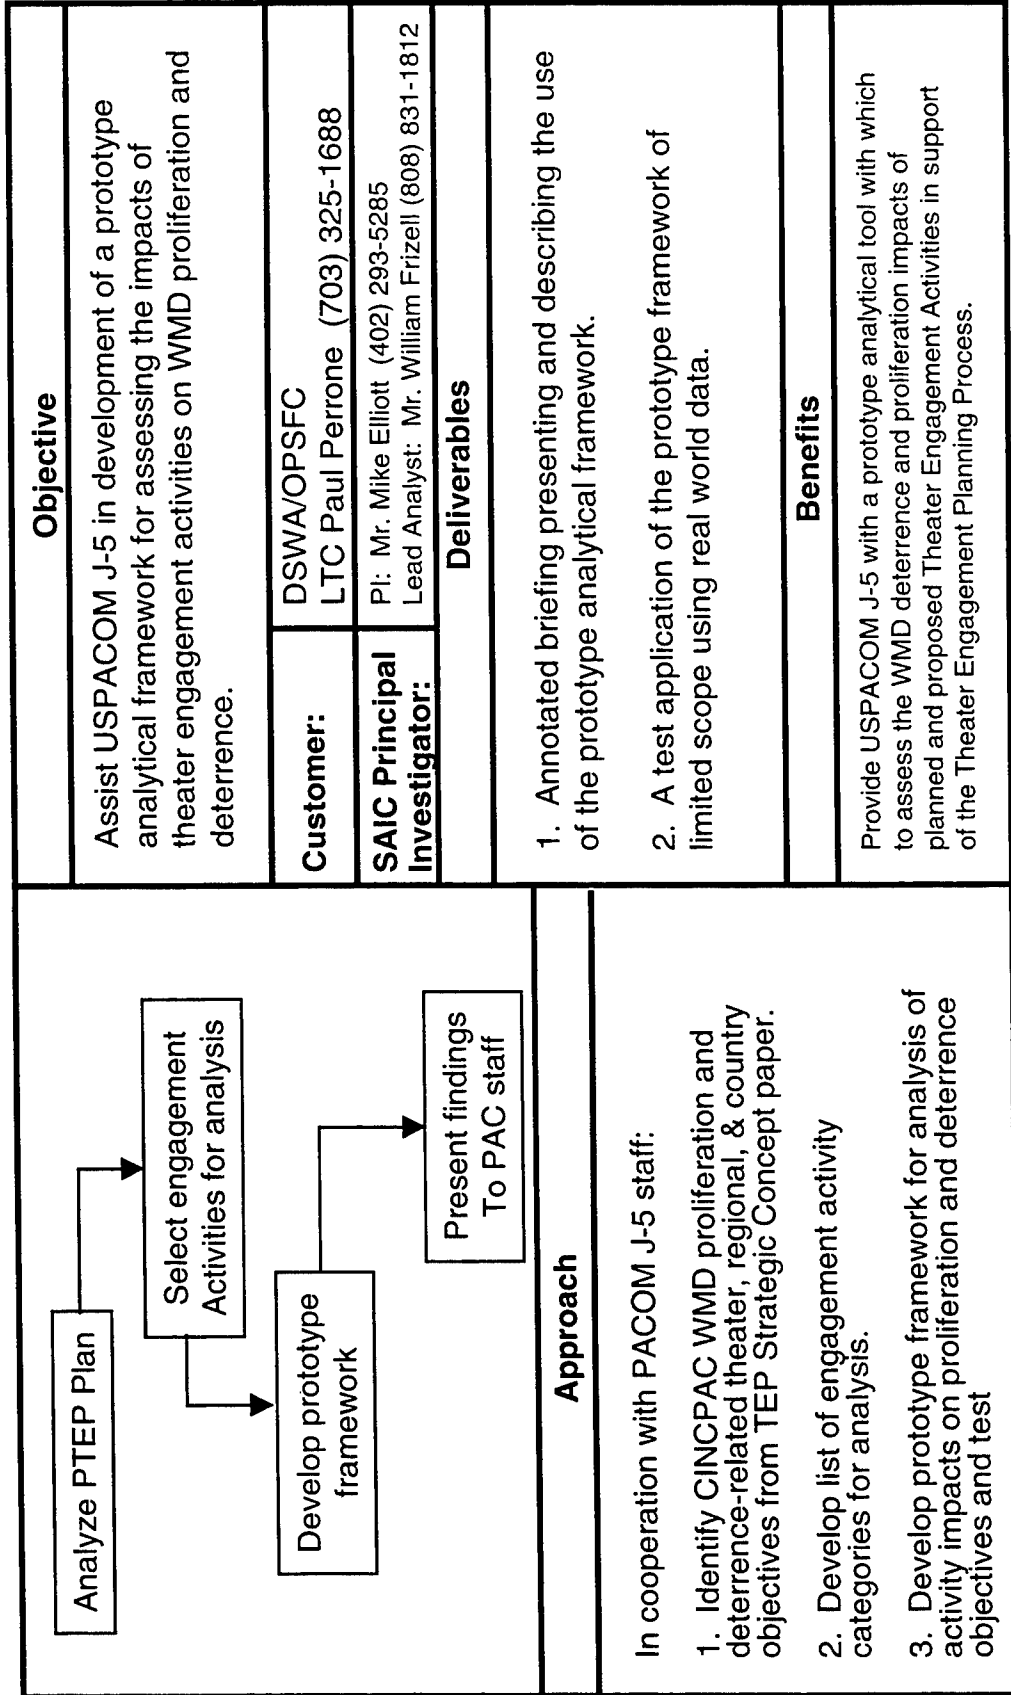 Analyze PTEP Plan
Select engagement
Activities for analysis
Develop prototype
framework
Present findings
To PAC staff
Approach
In cooperation with PACOM J-5 staff:
1. Identify CINCPAC WMD proliferation and
deterrence-related theater, regional, & country
objectives from TEP Strategic Concept paper.
2. Develop list of engagement activity
categories for analysis.
3. Develop prototype framework for analysis of
activity impacts on proliferation and deterrence
objectives and test
Objective
Assist USPACOM J-5 in development of a prototype
analytical framework for assessing the impacts of
theater engagement activities on WMD proliferation and
deterrence.
Customer:
DSWA/OPSFC
LTC Paul Perrone (703) 325-1688
SAIC Principal
Investigator:
PI: Mr. Mike Elliott (402) 293-5285
Lead Analyst: Mr. William Frizell (808) 831-1812
Deliverables
1. Annotated briefing presenting and describing the use
of the prototype analytical framework.
2. A test application of the prototype framework of
limited scope using real world data.
Benefits
Provide USPACOM J-5 with a prototype analytical tool with which
to assess the WMD deterrence and proliferation impacts of
planned and proposed Theater Engagement Activities in support
of the Theater Engagement Planning Process.